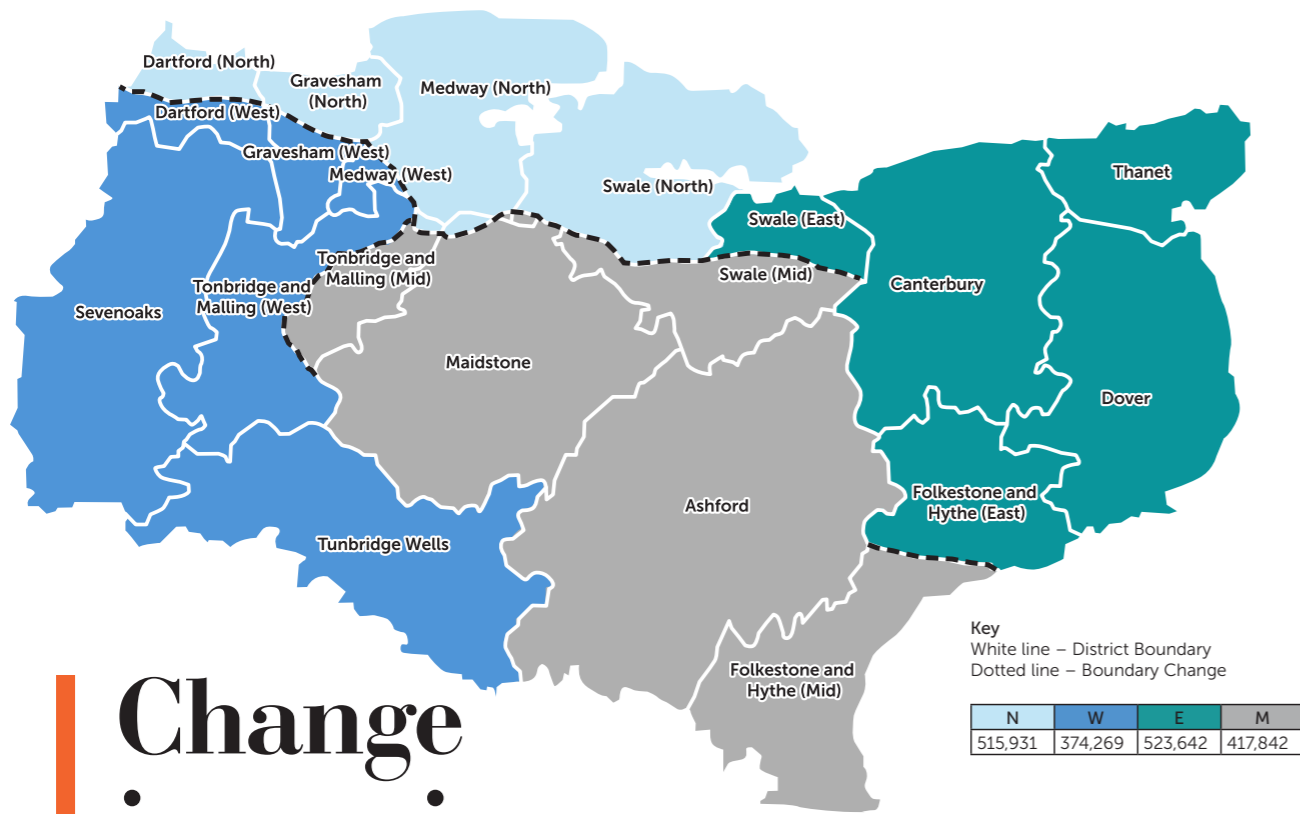 Dartford (North)
Gravesham
(North)
Medway (North)
Dartford (West)
Gravesham (West)
Medway (West)
Swale (North)
Thanet
Swale (East)
Tonbridge and
Malling (Mid)
Swale (Mid)
Canterbury
Sevenoaks
Tonbridge and
Malling (West)
Maidstone
Dover
Ashford
Folkestone and
Hythe (East)
Tunbridge Wells
Folkestone and
Hythe (Mid)
Key
White line – District Boundary
Dotted line – Boundary Change
N W E M
515,931 374,269 523,642 417,842
Change